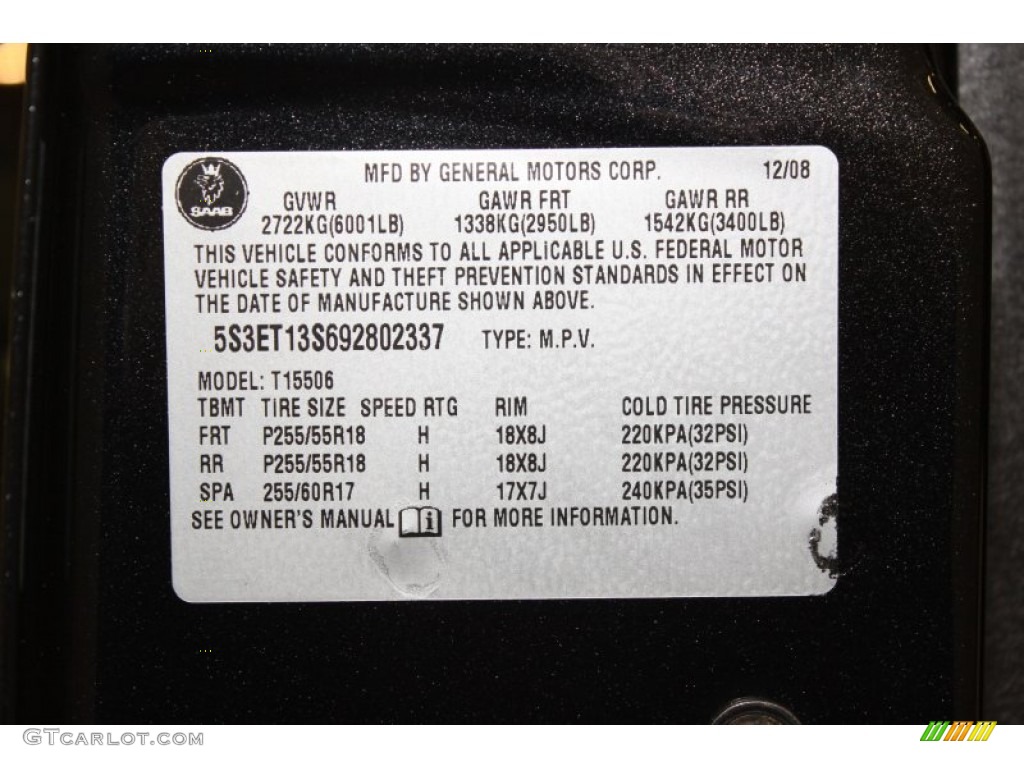 MFD BY GENERAL MOTORS CORP. 12/08
SAAB
GVWR GAWR FRT GAWR RR
2722KG(6001LB) 1338KG(2950LB) 1542KG(3400LB)
THIS VEHICLE CONFORMS TO ALL APPLICABLE U.S. FEDERAL MOTOR
VEHICLE SAFETY AND THEFT PREVENTION STANDARDS IN EFFECT ON
THE DATE OF MANUFACTURE SHOWN ABOVE.
5S3ET13S692802337 TYPE: M.P.V.
MODEL: T15506
TBMT TIRE SIZE SPEED RTG RIM COLD TIRE PRESSURE
FRT P255/55R18 H 18X8J 220KPA(32PSI)
RR P255/55R18 H 18X8J 220KPA(32PSI)
SPA 255/60R17 H 17X7J 240KPA(35PSI)
SEE OWNER'S MANUAL i FOR MORE INFORMATION.
GTCARLOT.COM